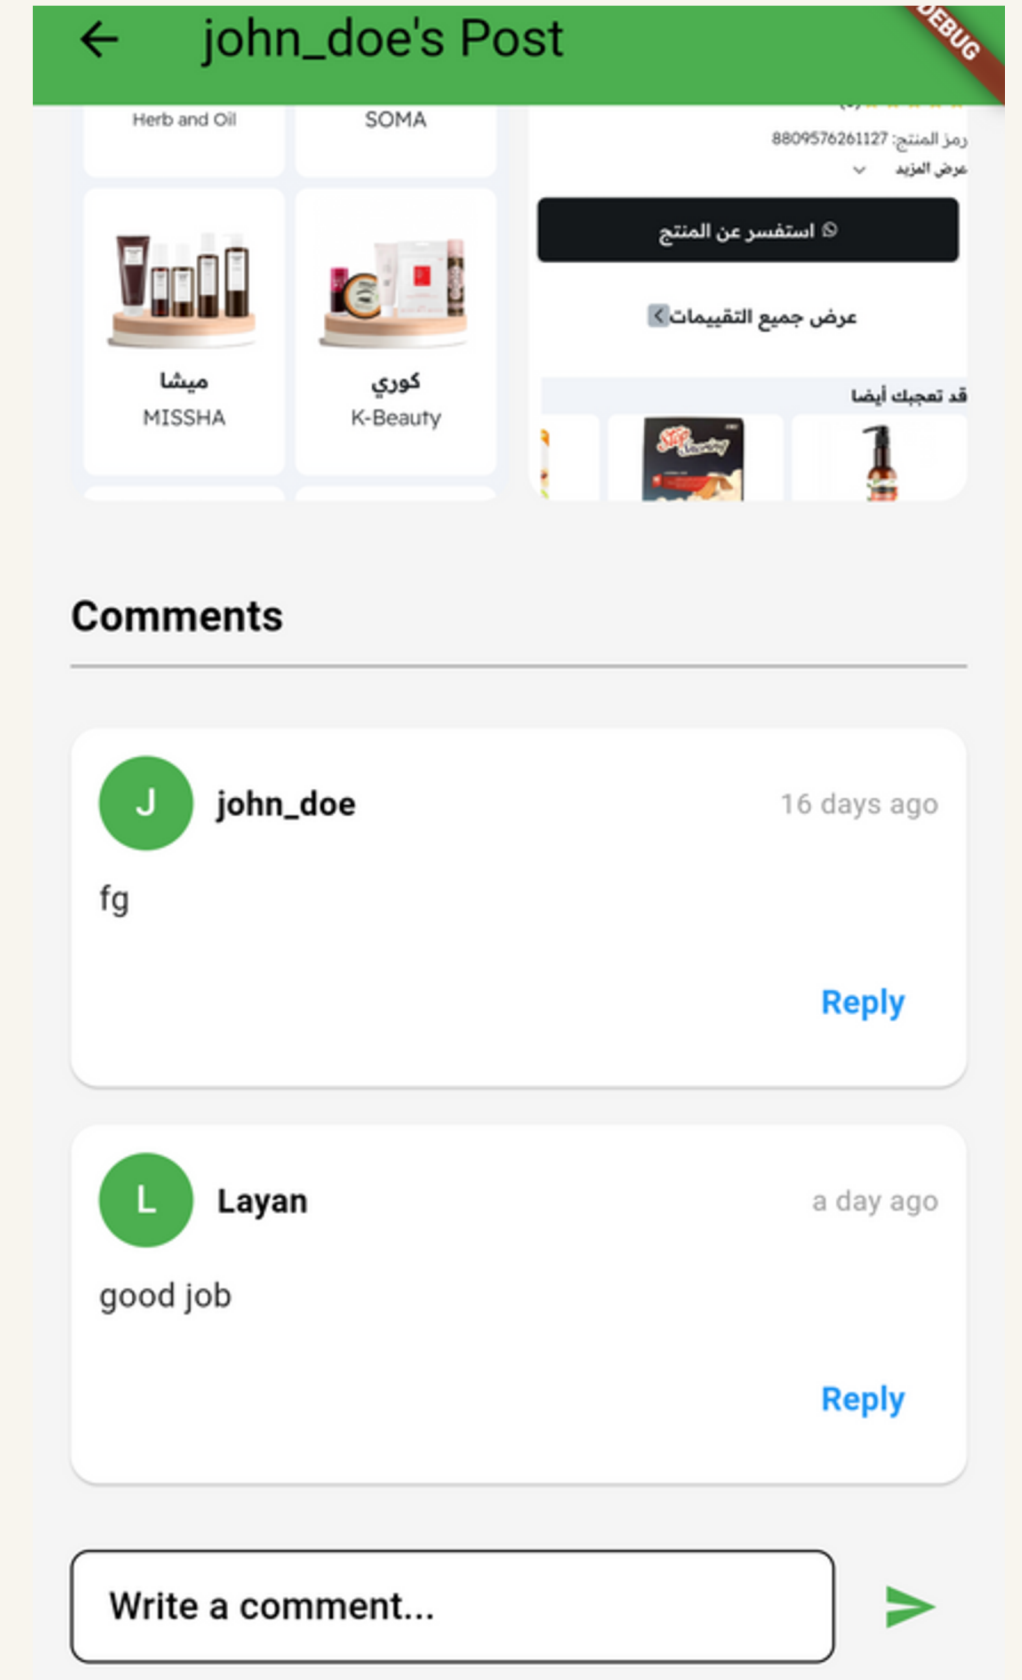 john_doe's Post
DEBUG
Herb and Oil
SOMA
ميشا
MISSHA
كوري
K-Beauty
رمز المنتج: 8809576261127
عرض المزيد
استفسر عن المنتج
عرض جميع التقييمات
قد تعجبك أيضا
Stop
Snoring
Comments
J
john_doe
16 days ago
fg
Reply
L
Layan
a day ago
good job
Reply
Write a comment...